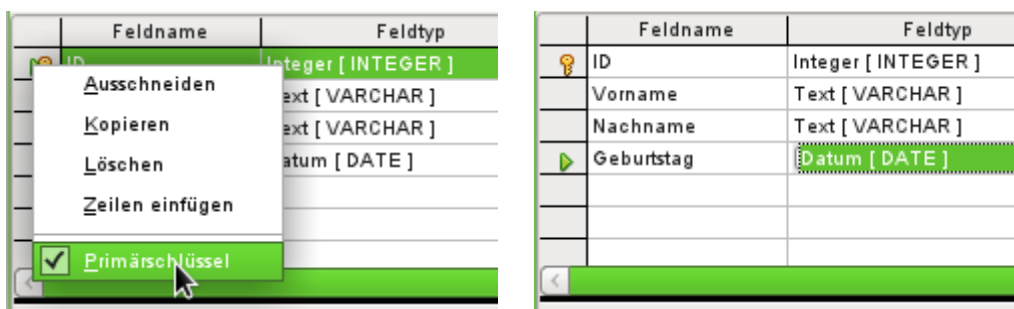 Feldname Feldtyp
ID Integer [ INTEGER ]
Ausschneiden
ext [ VARCHAR ]
Kopieren
ext [ VARCHAR ]
Löschen
atum [ DATE ]
Zeilen einfügen
Primärschlüssel
Feldname Feldtyp
ID Integer [ INTEGER ]
Vorname Text [ VARCHAR ]
Nachname Text [ VARCHAR ]
Geburtstag Datum [ DATE ]